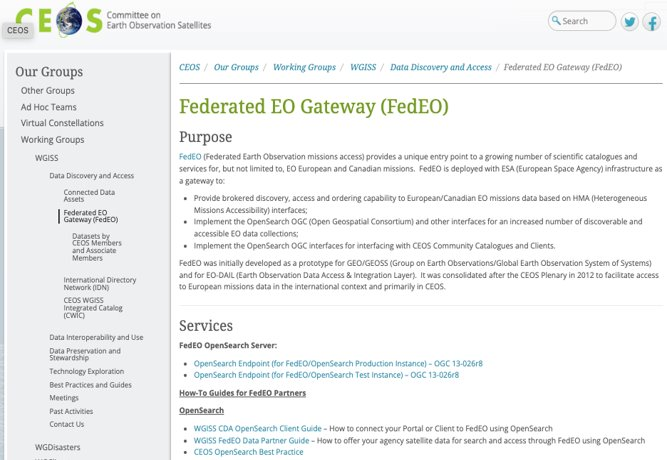 CEOS
Committee on
Earth Observation Satellites
CEOS
Search
Our Groups
Other Groups
Ad Hoc Teams
Virtual Constellations
Working Groups
WGISS
Data Discovery and Access
Connected Data
Assets
Federated EO
Gateway (FedEO)
Datasets by
CEOS Members
and Associate
Members
International Directory
Network (IDN)
CEOS WGISS
Integrated Catalog
(CWIC)
Data Interoperability and Use
Data Preservation and
Stewardship
Technology Exploration
Best Practices and Guides
Meetings
Past Activities
Contact Us
WGDisasters
CEOS / Our Groups / Working Groups / WGISS / Data Discovery and Access / Federated EO Gateway (FedEO)
Federated EO Gateway (FedEO)
Purpose
FedEO (Federated Earth Observation missions access) provides a unique entry point to a growing number of scientific catalogues and
services for, but not limited to, EO European and Canadian missions. FedEO is deployed with ESA (European Space Agency) infrastructure as
a gateway to:
• Provide brokered discovery, access and ordering capability to European/Canadian EO missions data based on HMA (Heterogeneous
Missions Accessibility) interfaces;
• Implement the OpenSearch OGC (Open Geospatial Consortium) and other interfaces for an increased number of discoverable and
accessible EO data collections;
• Implement the OpenSearch OGC interfaces for interfacing with CEOS Community Catalogues and Clients.
FedEO was initially developed as a prototype for GEO/GEOSS (Group on Earth Observations/Global Earth Observation System of Systems)
and for EO-DAIL (Earth Observation Data Access & Integration Layer). It was consolidated after the CEOS Plenary in 2012 to facilitate access
to European missions data in the international context and primarily in CEOS.
Services
FedEO OpenSearch Server:
• OpenSearch Endpoint (for FedEO/OpenSearch Production Instance) – OGC 13-026r8
• OpenSearch Endpoint (for FedEO/OpenSearch Test Instance) – OGC 13-026r8
How-To Guides for FedEO Partners
OpenSearch
• WGISS CDA OpenSearch Client Guide – How to connect your Portal or Client to FedEO using OpenSearch
• WGISS FedEO Data Partner Guide – How to offer your agency satellite data for search and access through FedEO using OpenSearch
• CEOS OpenSearch Best Practice